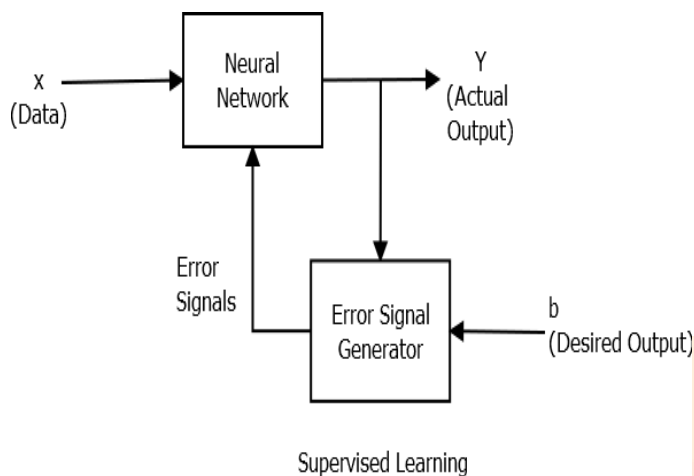 x
(Data)
Neural
Network
Y
(Actual
Output)
Error
Signals
Error Signal
Generator
b
(Desired Output)
Supervised Learning